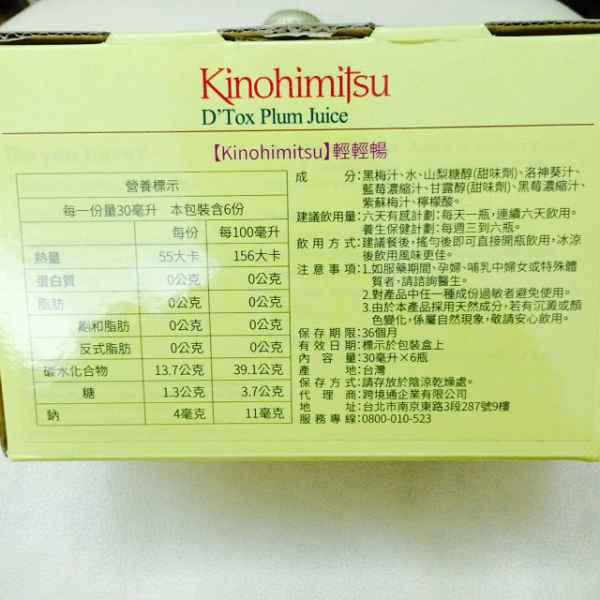 Kinohimitsu
D'Tox Plum Juice
【Kinohimitsu】輕輕暢
營養標示
每一份量30毫升 本包裝含6份
每份 每100毫升
熱量 55大卡 156大卡
蛋白質 0公克 0公克
脂肪 0公克 0公克
飽和脂肪 0公克 0公克
反式脂肪 0公克 0公克
碳水化合物 13.7公克 39.1公克
糖 1.3公克 3.7公克
鈉 4毫克 11毫克
成分:黑梅汁、水、山梨糖醇(甜味劑)、洛神葵汁、
藍莓濃縮汁、甘露醇(甜味劑)、黑莓濃縮汁、
紫蘇梅汁、檸檬酸。
建議飲用量:六天有感計劃:每天一瓶,連續六天飲用。
養生保健計劃:每週三到六瓶。
飲用方式:建議餐後,搖勻後即可直接開瓶飲用,冰涼
後飲用風味更佳。
注意事項:1.如服藥期間、孕婦、哺乳中婦女或特殊體
質者,請諮詢醫生。
2.對產品中任一種成份過敏者避免使用。
3.由於本產品採用天然成分,若有沉澱或顏
色變化,係屬自然現象,敬請安心飲用。
保存期限:36個月
有效日期:標示於包裝盒上
內容量:30毫升×6瓶
產地:台灣
保存方式:請存放於陰涼乾燥處。
代理商:跨境通企業有限公司
地址:台北市南京東路3段287號9樓
服務專線:0800-010-523